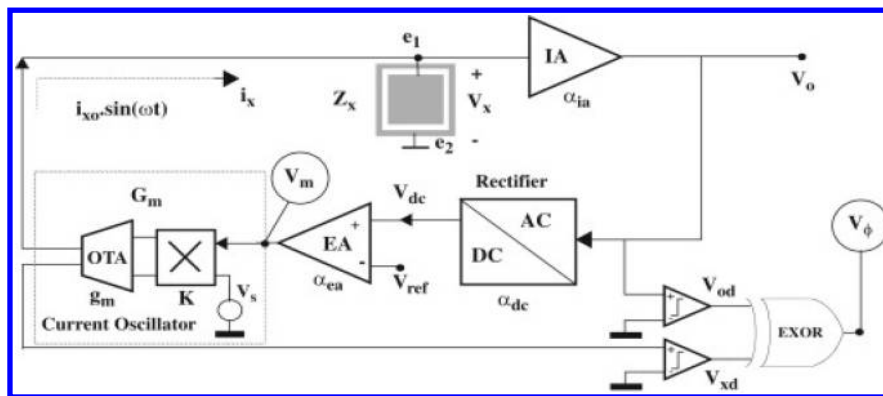 e1
IA
αia
Vo
ix
ixo.sin(ωt)
Zx
+
Vx
-
e2
Vm
Gm
Vdc
Rectifier
AC
DC
αdc
Vφ
OTA
gm
K
Vs
EA
+
-
αea
Vref
Current Oscillator
+
-
Vod
EXOR
+
-
Vxd